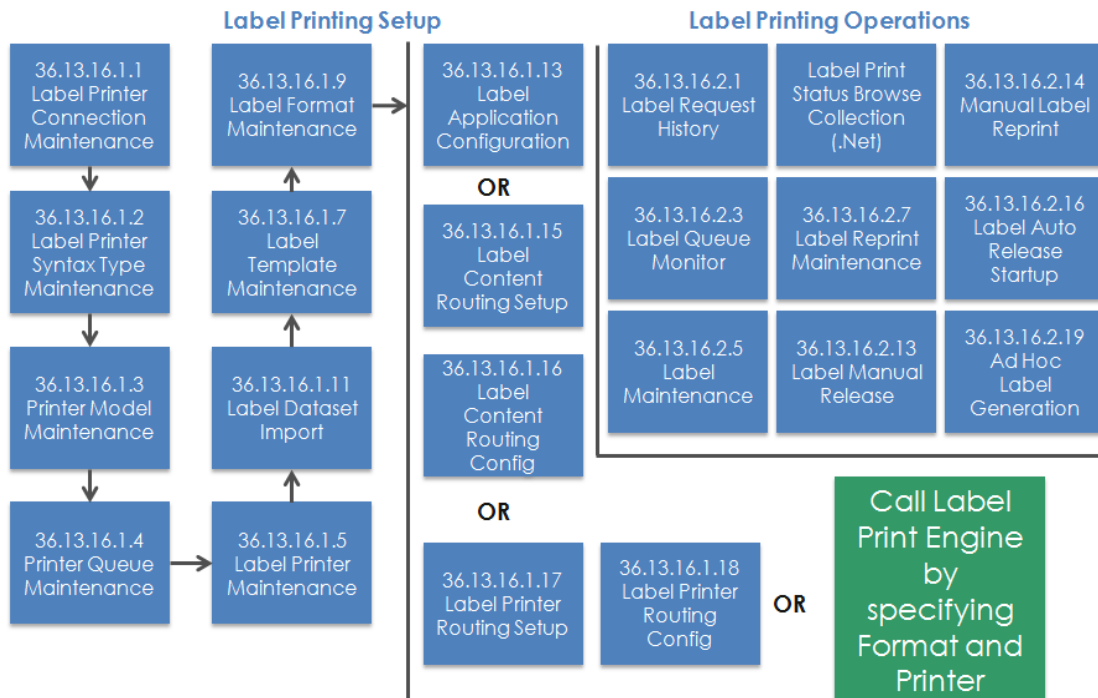 Label Printing Setup
36.13.16.1.1
Label Printer
Connection
Maintenance
36.13.16.1.2
Label Printer
Syntax Type
Maintenance
36.13.16.1.3
Printer Model
Maintenance
36.13.16.1.4
Printer Queue
Maintenance
36.13.16.1.5
Label Printer
Maintenance
36.13.16.1.11
Label Dataset
Import
36.13.16.1.7
Label
Template
Maintenance
36.13.16.1.9
Label Format
Maintenance
36.13.16.1.13
Label
Application
Configuration
OR
36.13.16.1.15
Label
Content
Routing Setup
36.13.16.1.16
Label
Content
Routing
Config
OR
36.13.16.1.17
Label Printer
Routing Setup
36.13.16.1.18
Label Printer
Routing
Config
OR
Call Label
Print Engine
by
specifying
Format and
Printer
Label Printing Operations
36.13.16.2.1
Label Request
History
Label Print
Status Browse
Collection
(.Net)
36.13.16.2.14
Manual Label
Reprint
36.13.16.2.3
Label Queue
Monitor
36.13.16.2.7
Label Reprint
Maintenance
36.13.16.2.16
Label Auto
Release
Startup
36.13.16.2.5
Label
Maintenance
36.13.16.2.13
Label Manual
Release
36.13.16.2.19
Ad Hoc
Label
Generation